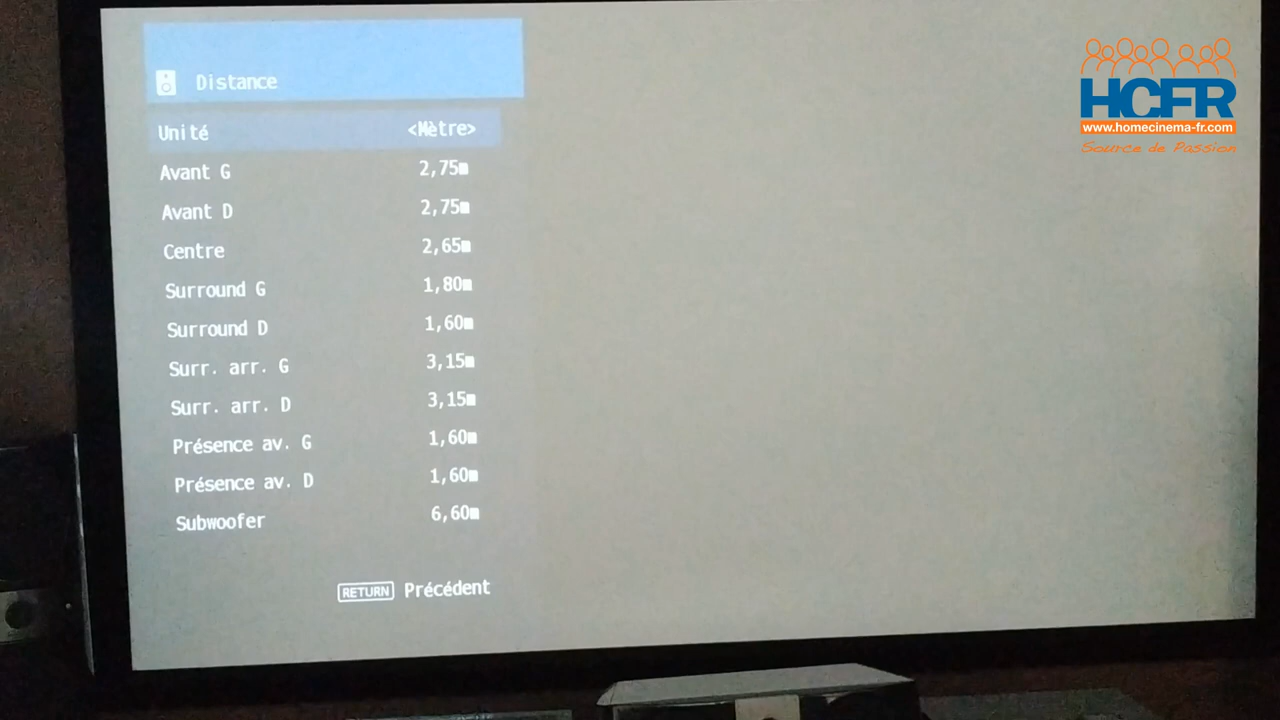 Distance
Unité <Mètre>
Avant G 2,75m
Avant D 2,75m
Centre 2,65m
Surround G 1,80m
Surround D 1,60m
Surr. arr. G 3,15m
Surr. arr. D 3,15m
Présence av. G 1,60m
Présence av. D 1,60m
Subwoofer 6,60m
RETURN Précédent
HCFR
www.homecinema-fr.com
Source de Passion